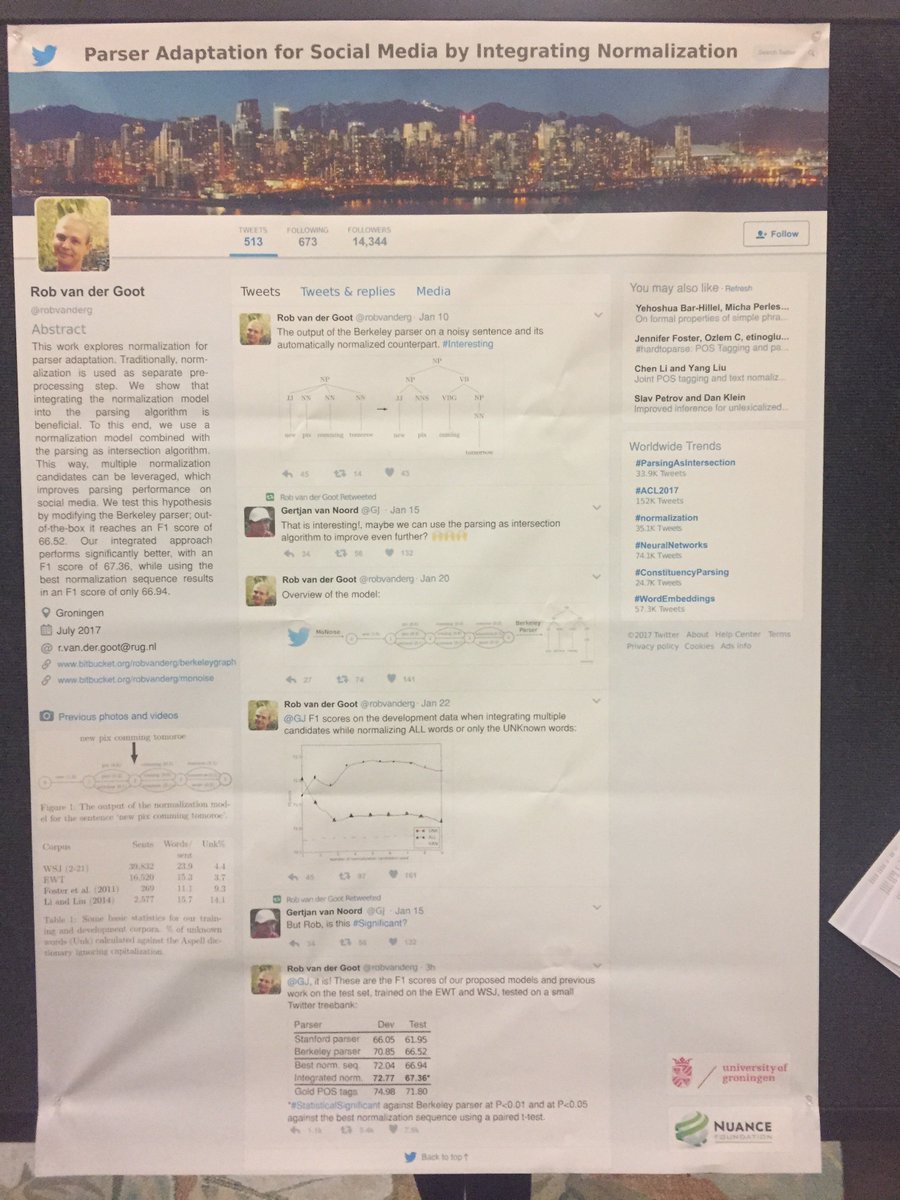 Parser Adaptation for Social Media by Integrating Normalization
TWEETS
513
FOLLOWING
673
FOLLOWERS
14,344
Follow
Rob van der Goot
@robvanderg
Abstract
This work explores normalization for
parser adaptation. Traditionally, norm-
alization is used as separate pre-
processing step. We show that
integrating the normalization model
into the parsing algorithm is
beneficial. To this end, we use a
normalization model combined with
the parsing as intersection algorithm.
This way, multiple normalization
candidates can be leveraged, which
improves parsing performance on
social media. We test this hypothesis
by modifying the Berkeley parser; out-
of-the-box it reaches an F1 score of
66.52. Our integrated approach
performs significantly better, with an
F1 score of 67.36, while using the
best normalization sequence results
in an F1 score of only 66.94.
Groningen
July 2017
@ r.van.der.goot@rug.nl
www.bitbucket.org/robvanderg/berkeleygraph
www.bitbucket.org/robvanderg/monoise
Previous photos and videos
new pix comming tomoroe
Figure 1. The output of the normalization mod-
el for the sentence 'new pix comming tomoroe'.
Corpus Sents Words/ Unk%
sent
WSJ (2-21) 39,832 23.9 4.4
EWT 16,520 15.3 3.7
Foster et al. (2011) 269 11.1 9.3
Li and Liu (2014) 2,577 15.7 14.1
Table 1: Some basic statistics for our train-
ing and development corpora. % of unknown
words (Unk) calculated against the Aspell dic-
tionary ignoring capitalization.
Tweets Tweets & replies Media
Rob van der Goot @robvanderg · Jan 10
The output of the Berkeley parser on a noisy sentence and its
automatically normalized counterpart. #Interesting
NP
NP NP VB
JJ NN NN NN JJ NNS VBG NP
NN
new pix comming tomoroe new pix coming
tomorrow
45 14 43
Rob van der Goot Retweeted
Gertjan van Noord @GJ · Jan 15
That is interesting!, maybe we can use the parsing as intersection
algorithm to improve even further? 🙌🙌🙌
34 56 132
Rob van der Goot @robvanderg · Jan 20
Overview of the model:
MoNoise
Berkeley
Parser
27 74 141
Rob van der Goot @robvanderg · Jan 22
@GJ F1 scores on the development data when integrating multiple
candidates while normalizing ALL words or only the UNKnown words:
UNK
ALL
45 97 161
Rob van der Goot Retweeted
Gertjan van Noord @Gj · Jan 15
But Rob, is this #Significant?
34 56 132
Rob van der Goot @robvanderg · 3h
@GJ, it is! These are the F1 scores of our proposed models and previous
work on the test set, trained on the EWT and WSJ, tested on a small
Twitter treebank:
Parser Dev Test
Stanford parser 66.05 61.95
Berkeley parser 70.85 66.52
Best norm. seq. 72.04 66.94
Integrated norm. 72.77 67.36*
Gold POS tags 74.98 71.80
*#StatisticalSignificant against Berkeley parser at P<0.01 and at P<0.05
against the best normalization sequence using a paired t-test.
Back to top ↑
You may also like · Refresh
Yehoshua Bar-Hillel, Micha Perles...
On formal properties of simple phra...
Jennifer Foster, Ozlem C, etinoglu...
#hardtoparse: POS Tagging and pa...
Chen Li and Yang Liu
Joint POS tagging and text nomaliz...
Slav Petrov and Dan Klein
Improved inference for unlexicalized...
Worldwide Trends
#ParsingAsIntersection
33.9K Tweets
#ACL2017
152K Tweets
#normalization
35.1K Tweets
#NeuralNetworks
74.1K Tweets
#ConstituencyParsing
24.7K Tweets
#WordEmbeddings
57.3K Tweets
©2017 Twitter About Help Center Terms
Privacy policy Cookies Ads info
university of
groningen
NUANCE
FOUNDATION